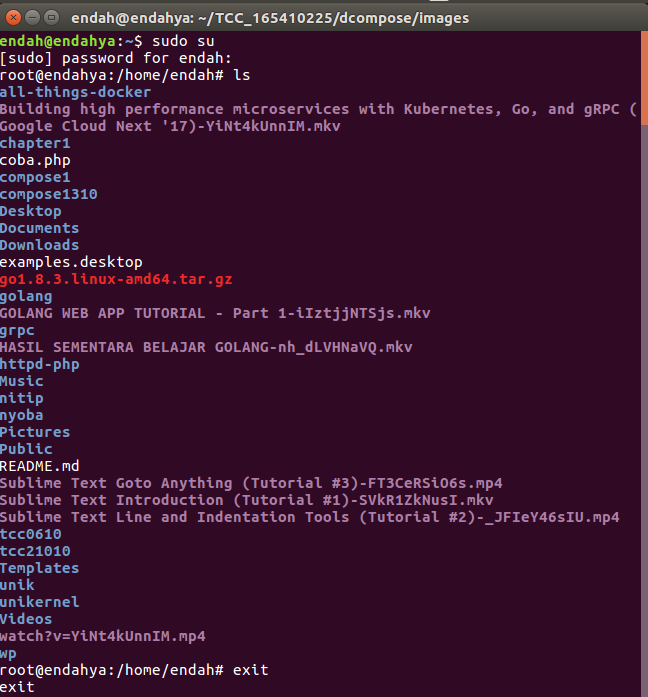 endah@endahya: ~/TCC_165410225/dcompose/images
endah@endahya:~$ sudo su
[sudo] password for endah:
root@endahya:/home/endah# ls
all-things-docker
Building high performance microservices with Kubernetes, Go, and gRPC (
Google Cloud Next '17)-YiNt4kUnnIM.mkv
chapter1
coba.php
compose1
compose1310
Desktop
Documents
Downloads
examples.desktop
go1.8.3.linux-amd64.tar.gz
golang
GOLANG WEB APP TUTORIAL - Part 1-iIztjjNTSjs.mkv
grpc
HASIL SEMENTARA BELAJAR GOLANG-nh_dLVHNaVQ.mkv
httpd-php
Music
nitip
nyoba
Pictures
Public
README.md
Sublime Text Goto Anything (Tutorial #3)-FT3CeRSiO6s.mp4
Sublime Text Introduction (Tutorial #1)-SVkR1ZkNusI.mkv
Sublime Text Line and Indentation Tools (Tutorial #2)-_JFIeY46sIU.mp4
tcc0610
tcc21010
Templates
unik
unikernel
Videos
watch?v=YiNt4kUnnIM.mp4
wp
root@endahya:/home/endah# exit
exit